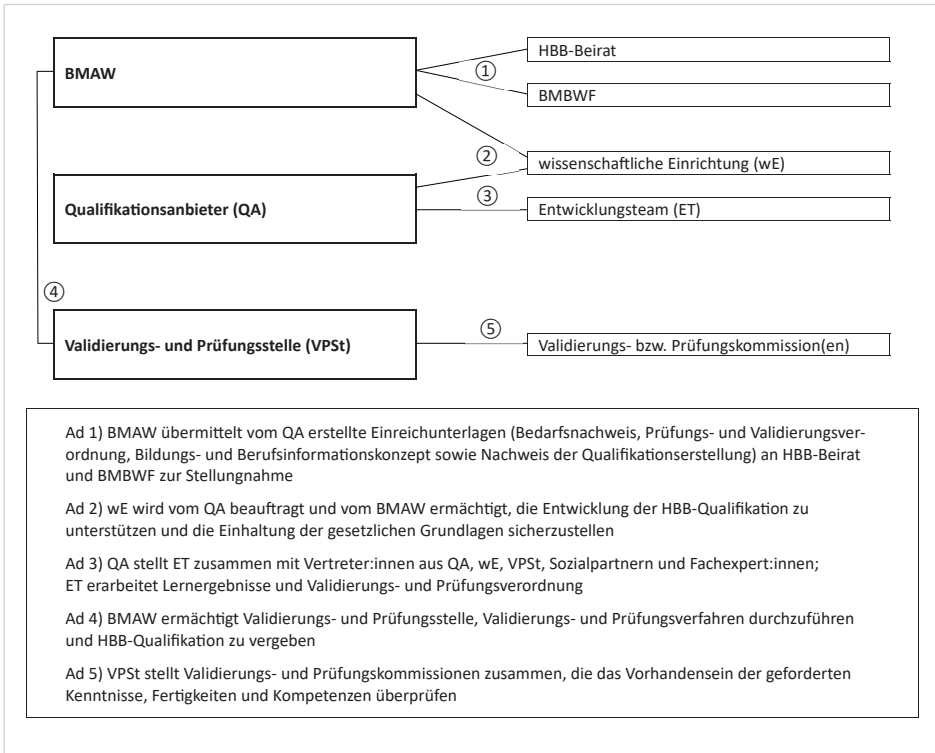 BMAW
HBB-Beirat
①
BMBWF
②
wissenschaftliche Einrichtung (wE)
Qualifikationsanbieter (QA)
③
Entwicklungsteam (ET)
④
Validierungs- und Prüfungsstelle (VPSt)
⑤
Validierungs- bzw. Prüfungskommission(en)
Ad 1) BMAW übermittelt vom QA erstellte Einreichunterlagen (Bedarfsnachweis, Prüfungs- und Validierungsver-
ordnung, Bildungs- und Berufsinformationskonzept sowie Nachweis der Qualifikationserstellung) an HBB-Beirat
und BMBWF zur Stellungnahme
Ad 2) wE wird vom QA beauftragt und vom BMAW ermächtigt, die Entwicklung der HBB-Qualifikation zu
unterstützen und die Einhaltung der gesetzlichen Grundlagen sicherzustellen
Ad 3) QA stellt ET zusammen mit Vertreter:innen aus QA, wE, VPSt, Sozialpartnern und Fachexpert:innen;
ET erarbeitet Lernergebnisse und Validierungs- und Prüfungsverordnung
Ad 4) BMAW ermächtigt Validierungs- und Prüfungsstelle, Validierungs- und Prüfungsverfahren durchzuführen
und HBB-Qualifikation zu vergeben
Ad 5) VPSt stellt Validierungs- und Prüfungskommissionen zusammen, die das Vorhandensein der geforderten
Kenntnisse, Fertigkeiten und Kompetenzen überprüfen